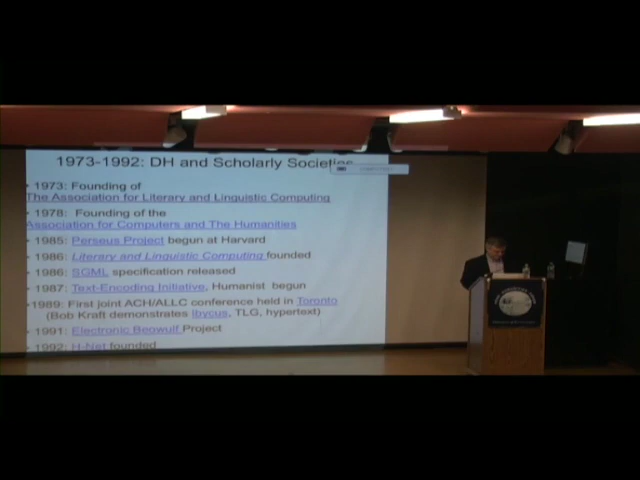 1973-1992: DH and Scholarly Societies
• 1973: Founding of
The Association for Literary and Linguistic Computing
• 1978: Founding of the
Association for Computers and The Humanities
• 1985: Perseus Project begun at Harvard
• 1986: Literary and Linguistic Computing founded
• 1986: SGML specification released
• 1987: Text-Encoding Initiative, Humanist begun
•1989: First joint ACH/ALLC conference held in Toronto
(Bob Kraft demonstrates Ibycus, TLG, hypertext)
• 1991: Electronic Beowulf Project
• 1992: H-Net founded